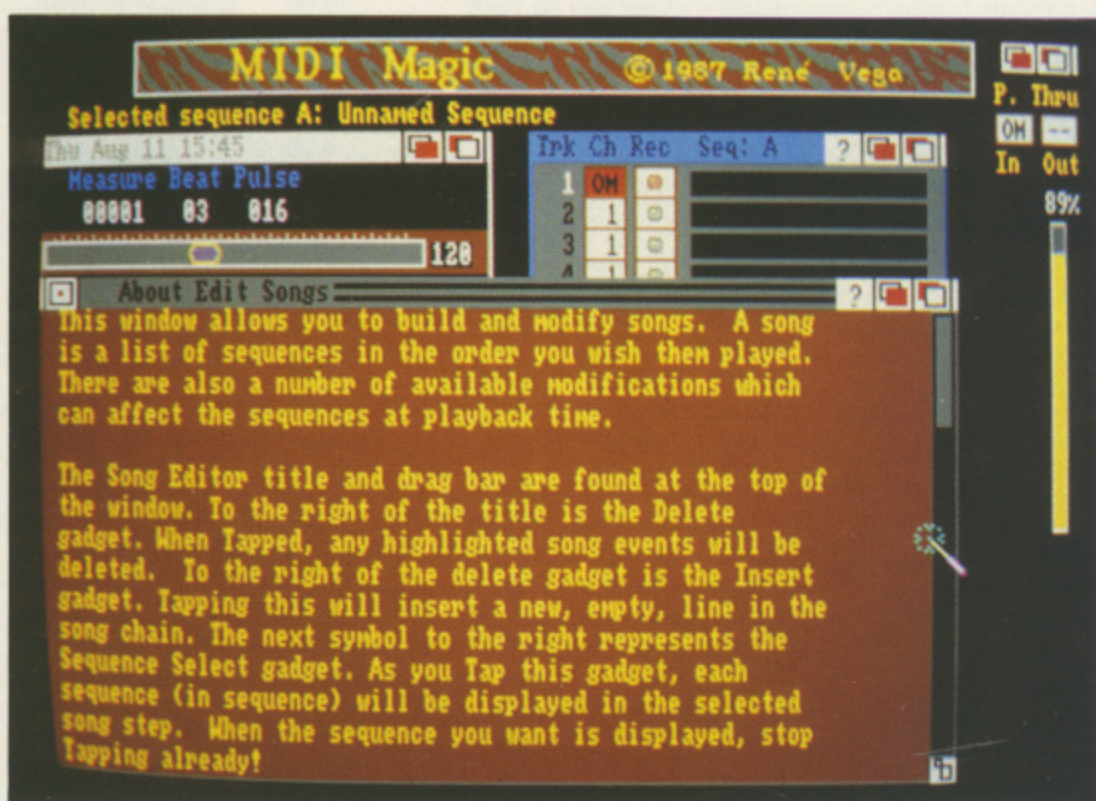 MIDI Magic © 1987 René Vega
P. Thru
Selected sequence A: Unnamed Sequence
OM --
In Out
Thu Aug 11 15:45
Trk Ch Rec Seq: A ?
Measure Beat Pulse
1 OM
00001 03 016
2 1
89%
3 1
120
4 1
About Edit Songs ?
This window allows you to build and modify songs. A song
is a list of sequences in the order you wish them played.
There are also a number of available modifications which
can affect the sequences at playback time.
The Song Editor title and drag bar are found at the top of
the window. To the right of the title is the Delete
gadget. When Tapped, any highlighted song events will be
deleted. To the right of the delete gadget is the Insert
gadget. Tapping this will insert a new, empty, line in the
song chain. The next symbol to the right represents the
Sequence Select gadget. As you Tap this gadget, each
sequence (in sequence) will be displayed in the selected
song step. When the sequence you want is displayed, stop
Tapping already!